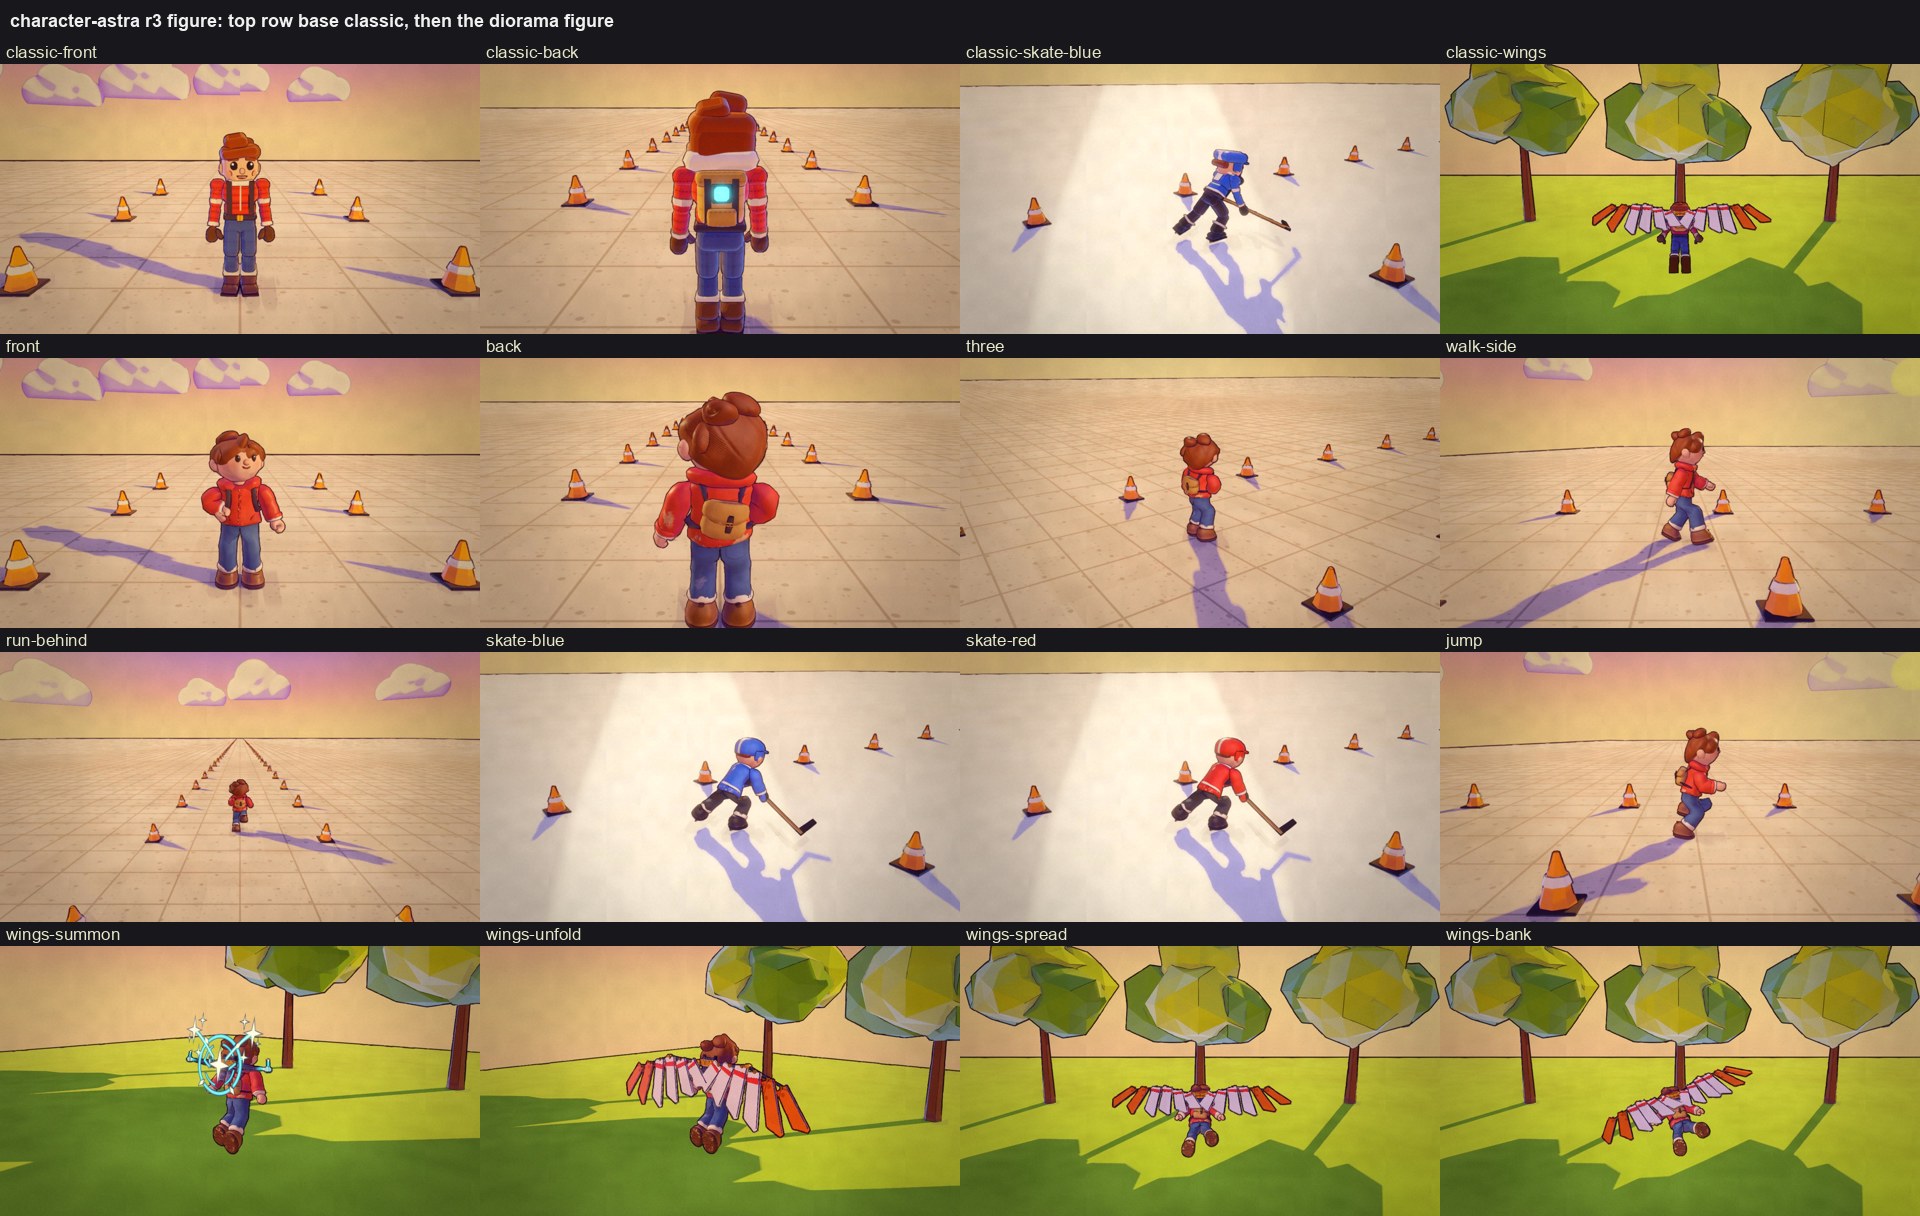 character-astra r3 figure: top row base classic, then the diorama figure
classic-front
classic-back
classic-skate-blue
classic-wings
front
back
three
walk-side
run-behind
skate-blue
skate-red
jump
wings-summon
wings-unfold
wings-spread
wings-bank